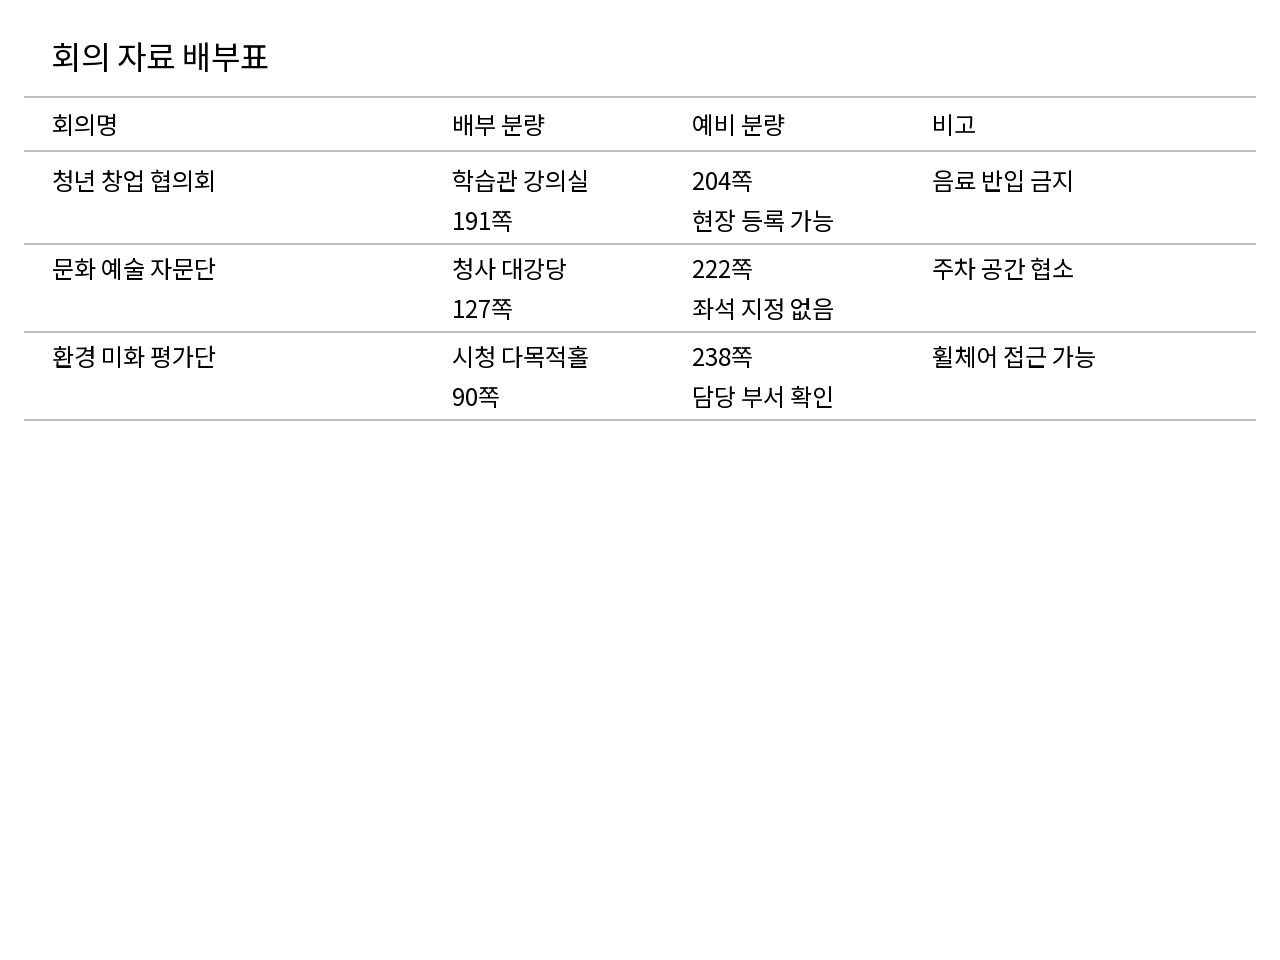 회의 자료 배부표
회의명 배부 분량 예비 분량 비고
청년 창업 협의회 학습관 강의실 204쪽 음료 반입 금지
191쪽 현장 등록 가능
문화 예술 자문단 청사 대강당 222쪽 주차 공간 협소
127쪽 좌석 지정 없음
환경 미화 평가단 시청 다목적홀 238쪽 휠체어 접근 가능
90쪽 담당 부서 확인